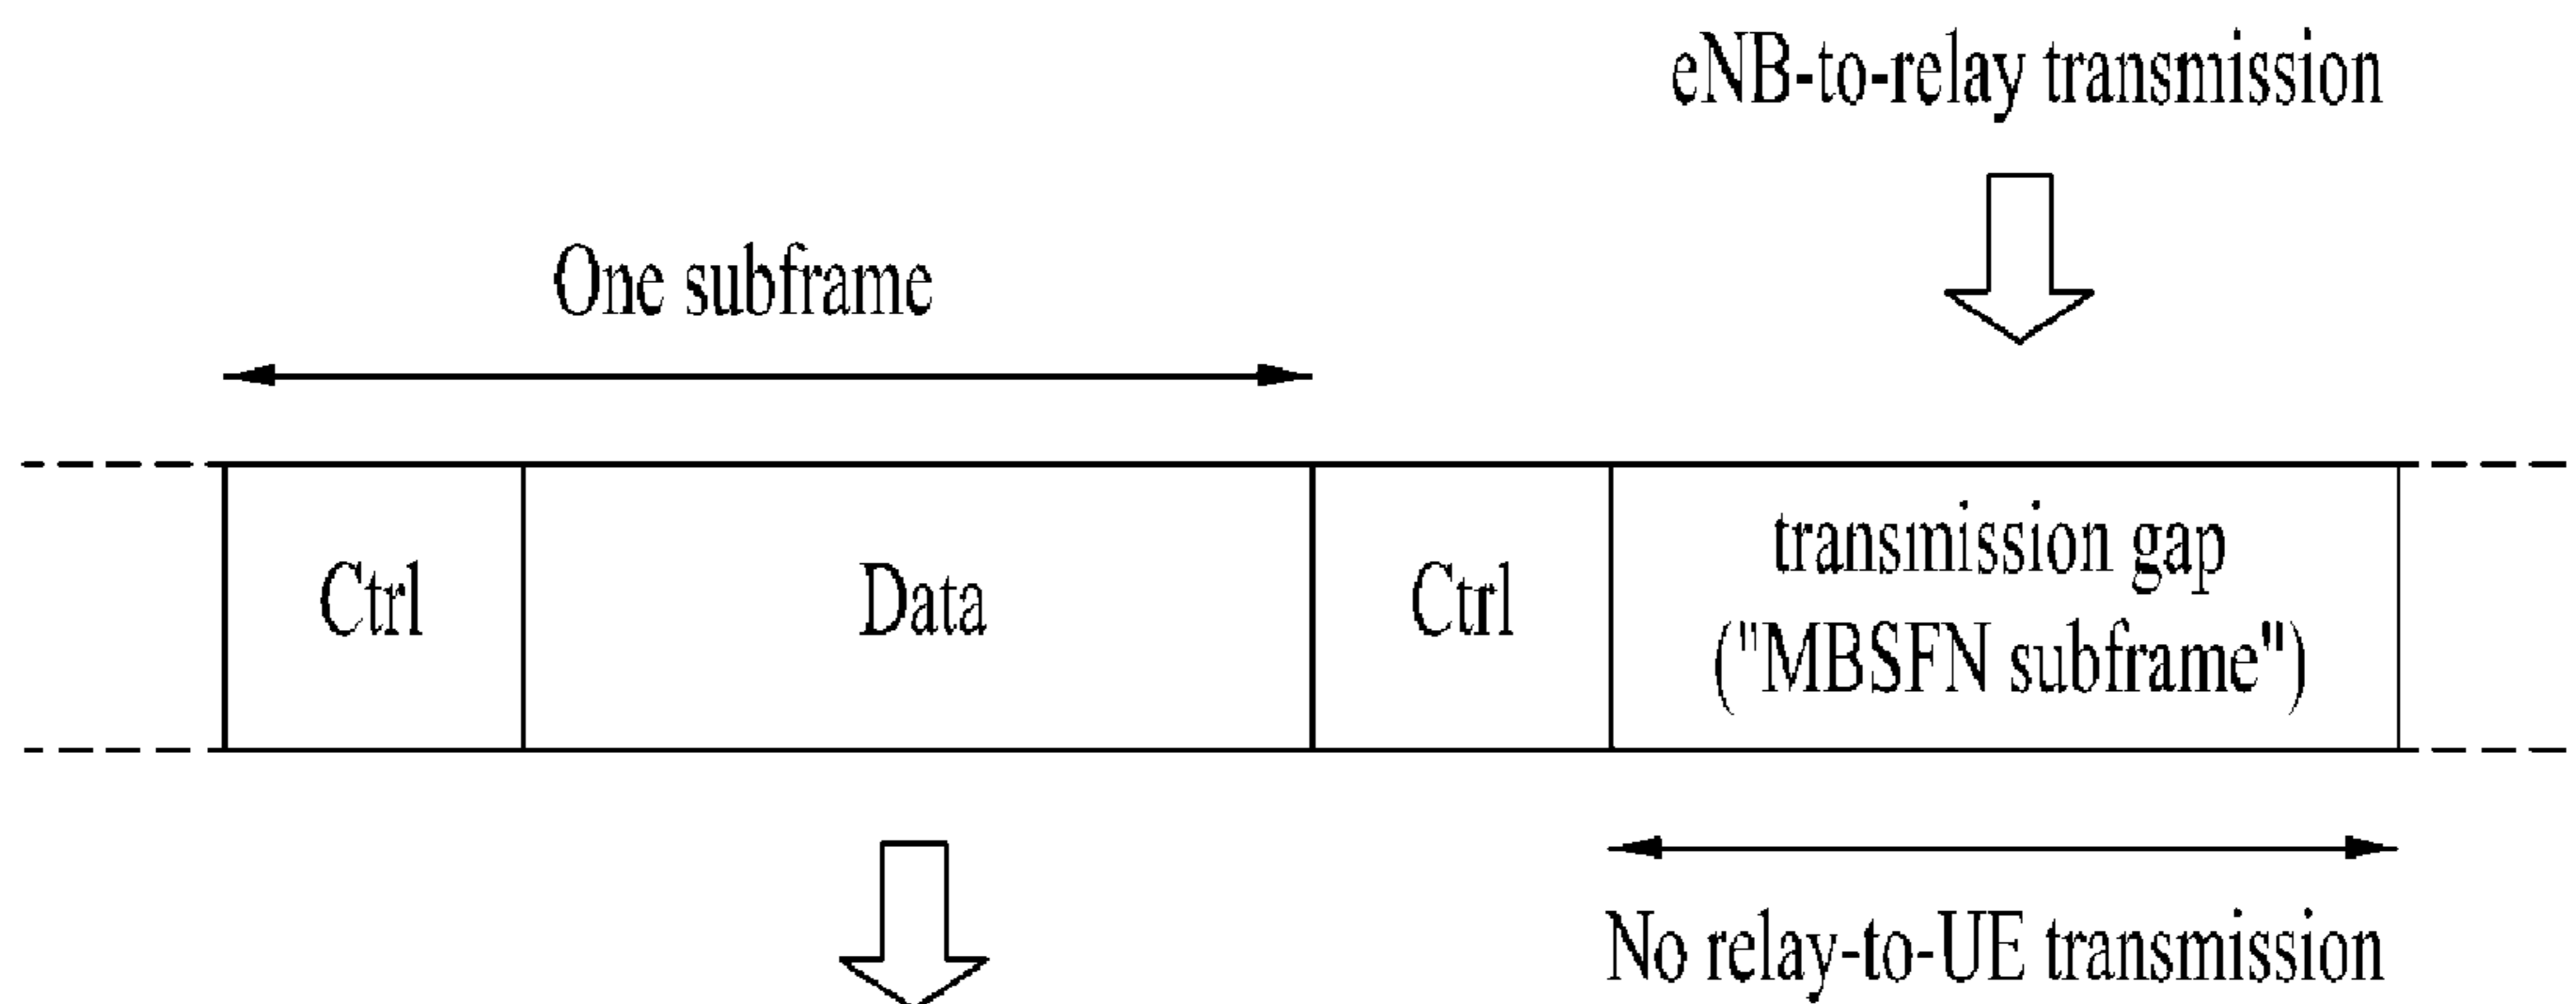 eNB-to-relay transmission
One subframe
Ctrl
Data
Ctrl
transmission gap
("MBSFN subframe")
No relay-to-UE transmission